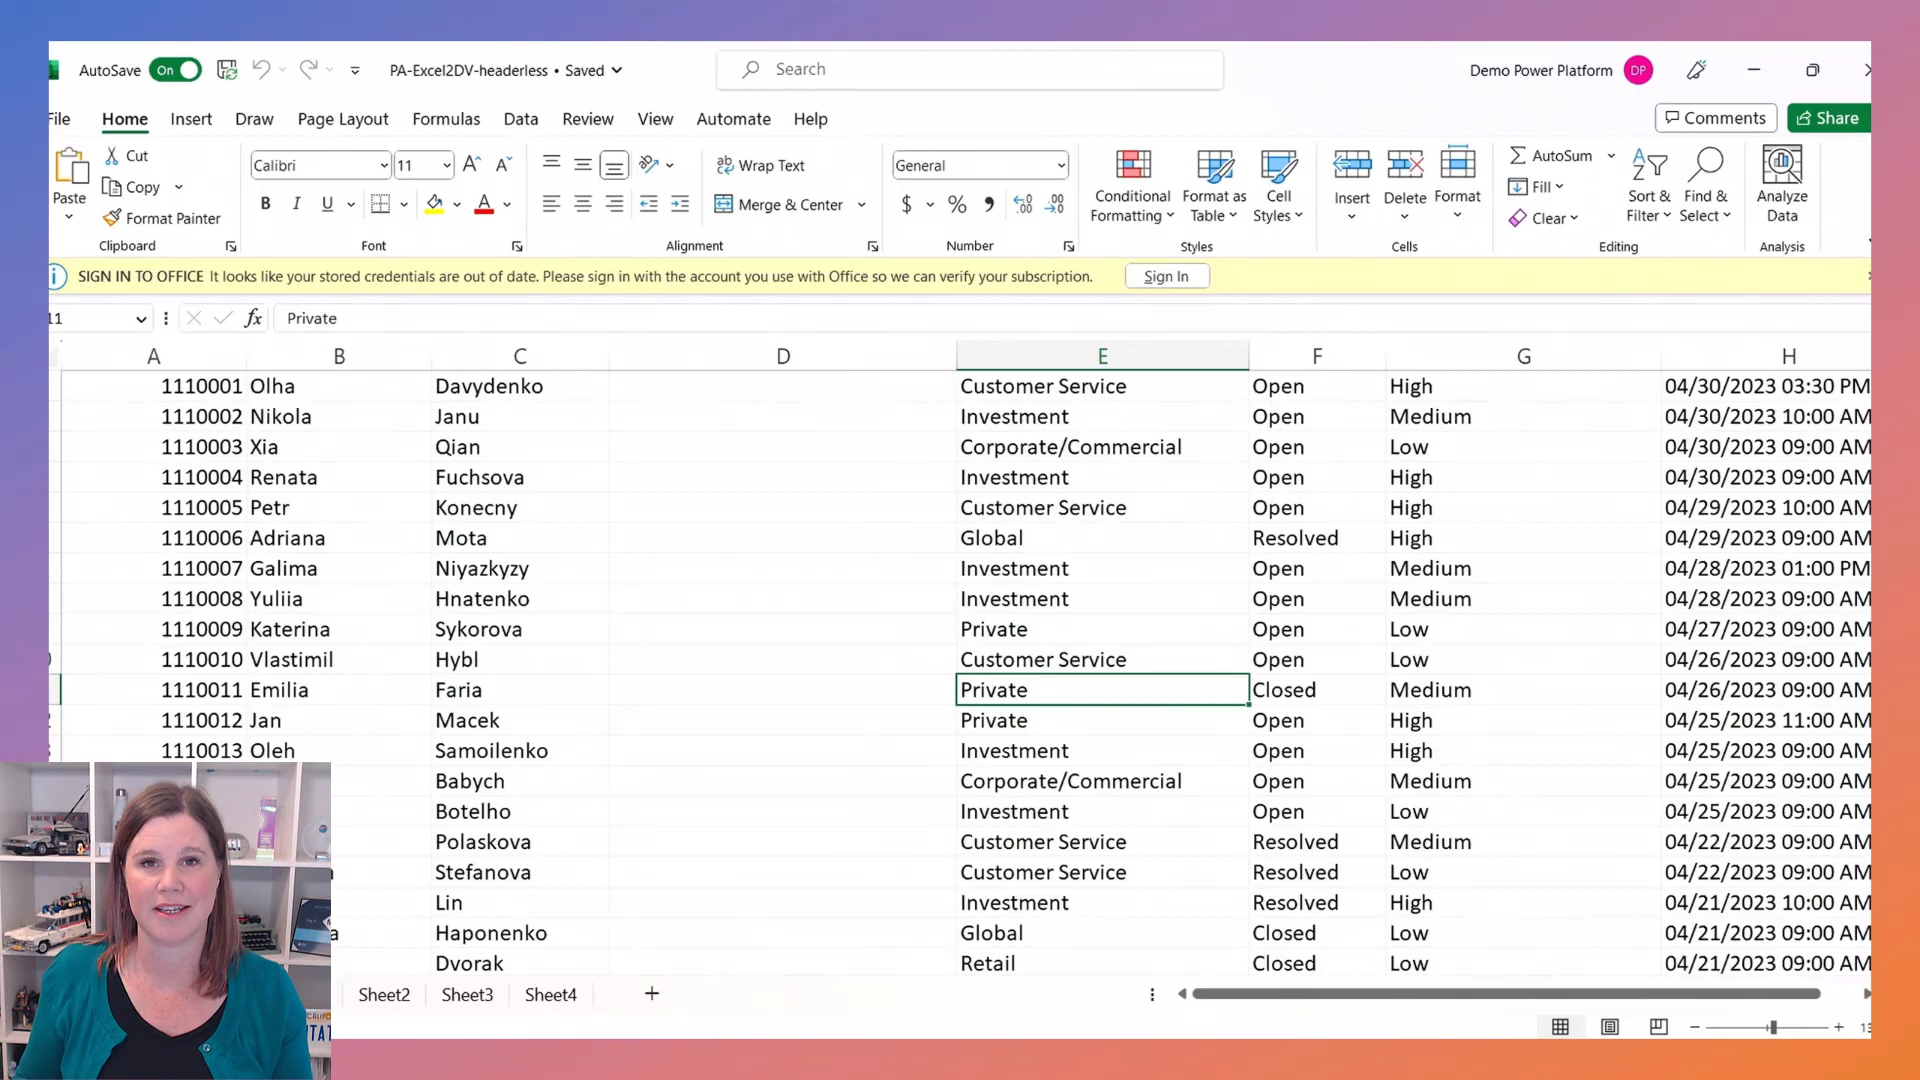 AutoSave On PA-Excel2DV-headerless • Saved Search Demo Power Platform DP
File Home Insert Draw Page Layout Formulas Data Review View Automate Help Comments Share
Paste Cut Copy Format Painter Clipboard
Calibri 11 B I U A Font
Wrap Text Merge & Center Alignment
General $ % Number
Conditional Formatting Format as Table Cell Styles Styles
Insert Delete Format Cells
AutoSum Fill Clear Sort & Filter Find & Select Editing
Analyze Data Analysis
SIGN IN TO OFFICE It looks like your stored credentials are out of date. Please sign in with the account you use with Office so we can verify your subscription. Sign In
11 fx Private
A B C D E F G H
1110001 Olha Davydenko Customer Service Open High 04/30/2023 03:30 PM
1110002 Nikola Janu Investment Open Medium 04/30/2023 10:00 AM
1110003 Xia Qian Corporate/Commercial Open Low 04/30/2023 09:00 AM
1110004 Renata Fuchsova Investment Open High 04/30/2023 09:00 AM
1110005 Petr Konecny Customer Service Open High 04/29/2023 10:00 AM
1110006 Adriana Mota Global Resolved High 04/29/2023 09:00 AM
1110007 Galima Niyazkyzy Investment Open Medium 04/28/2023 01:00 PM
1110008 Yuliia Hnatenko Investment Open Medium 04/28/2023 09:00 AM
1110009 Katerina Sykorova Private Open Low 04/27/2023 09:00 AM
1110010 Vlastimil Hybl Customer Service Open Low 04/26/2023 09:00 AM
1110011 Emilia Faria Private Closed Medium 04/26/2023 09:00 AM
1110012 Jan Macek Private Open High 04/25/2023 11:00 AM
1110013 Oleh Samoilenko Investment Open High 04/25/2023 09:00 AM
Babych Corporate/Commercial Open Medium 04/25/2023 09:00 AM
Botelho Investment Open Low 04/25/2023 09:00 AM
Polaskova Customer Service Resolved Medium 04/22/2023 09:00 AM
Stefanova Customer Service Resolved Low 04/22/2023 09:00 AM
Lin Investment Resolved High 04/21/2023 10:00 AM
a Haponenko Global Closed Low 04/21/2023 09:00 AM
Dvorak Retail Closed Low 04/21/2023 09:00 AM
Sheet2 Sheet3 Sheet4